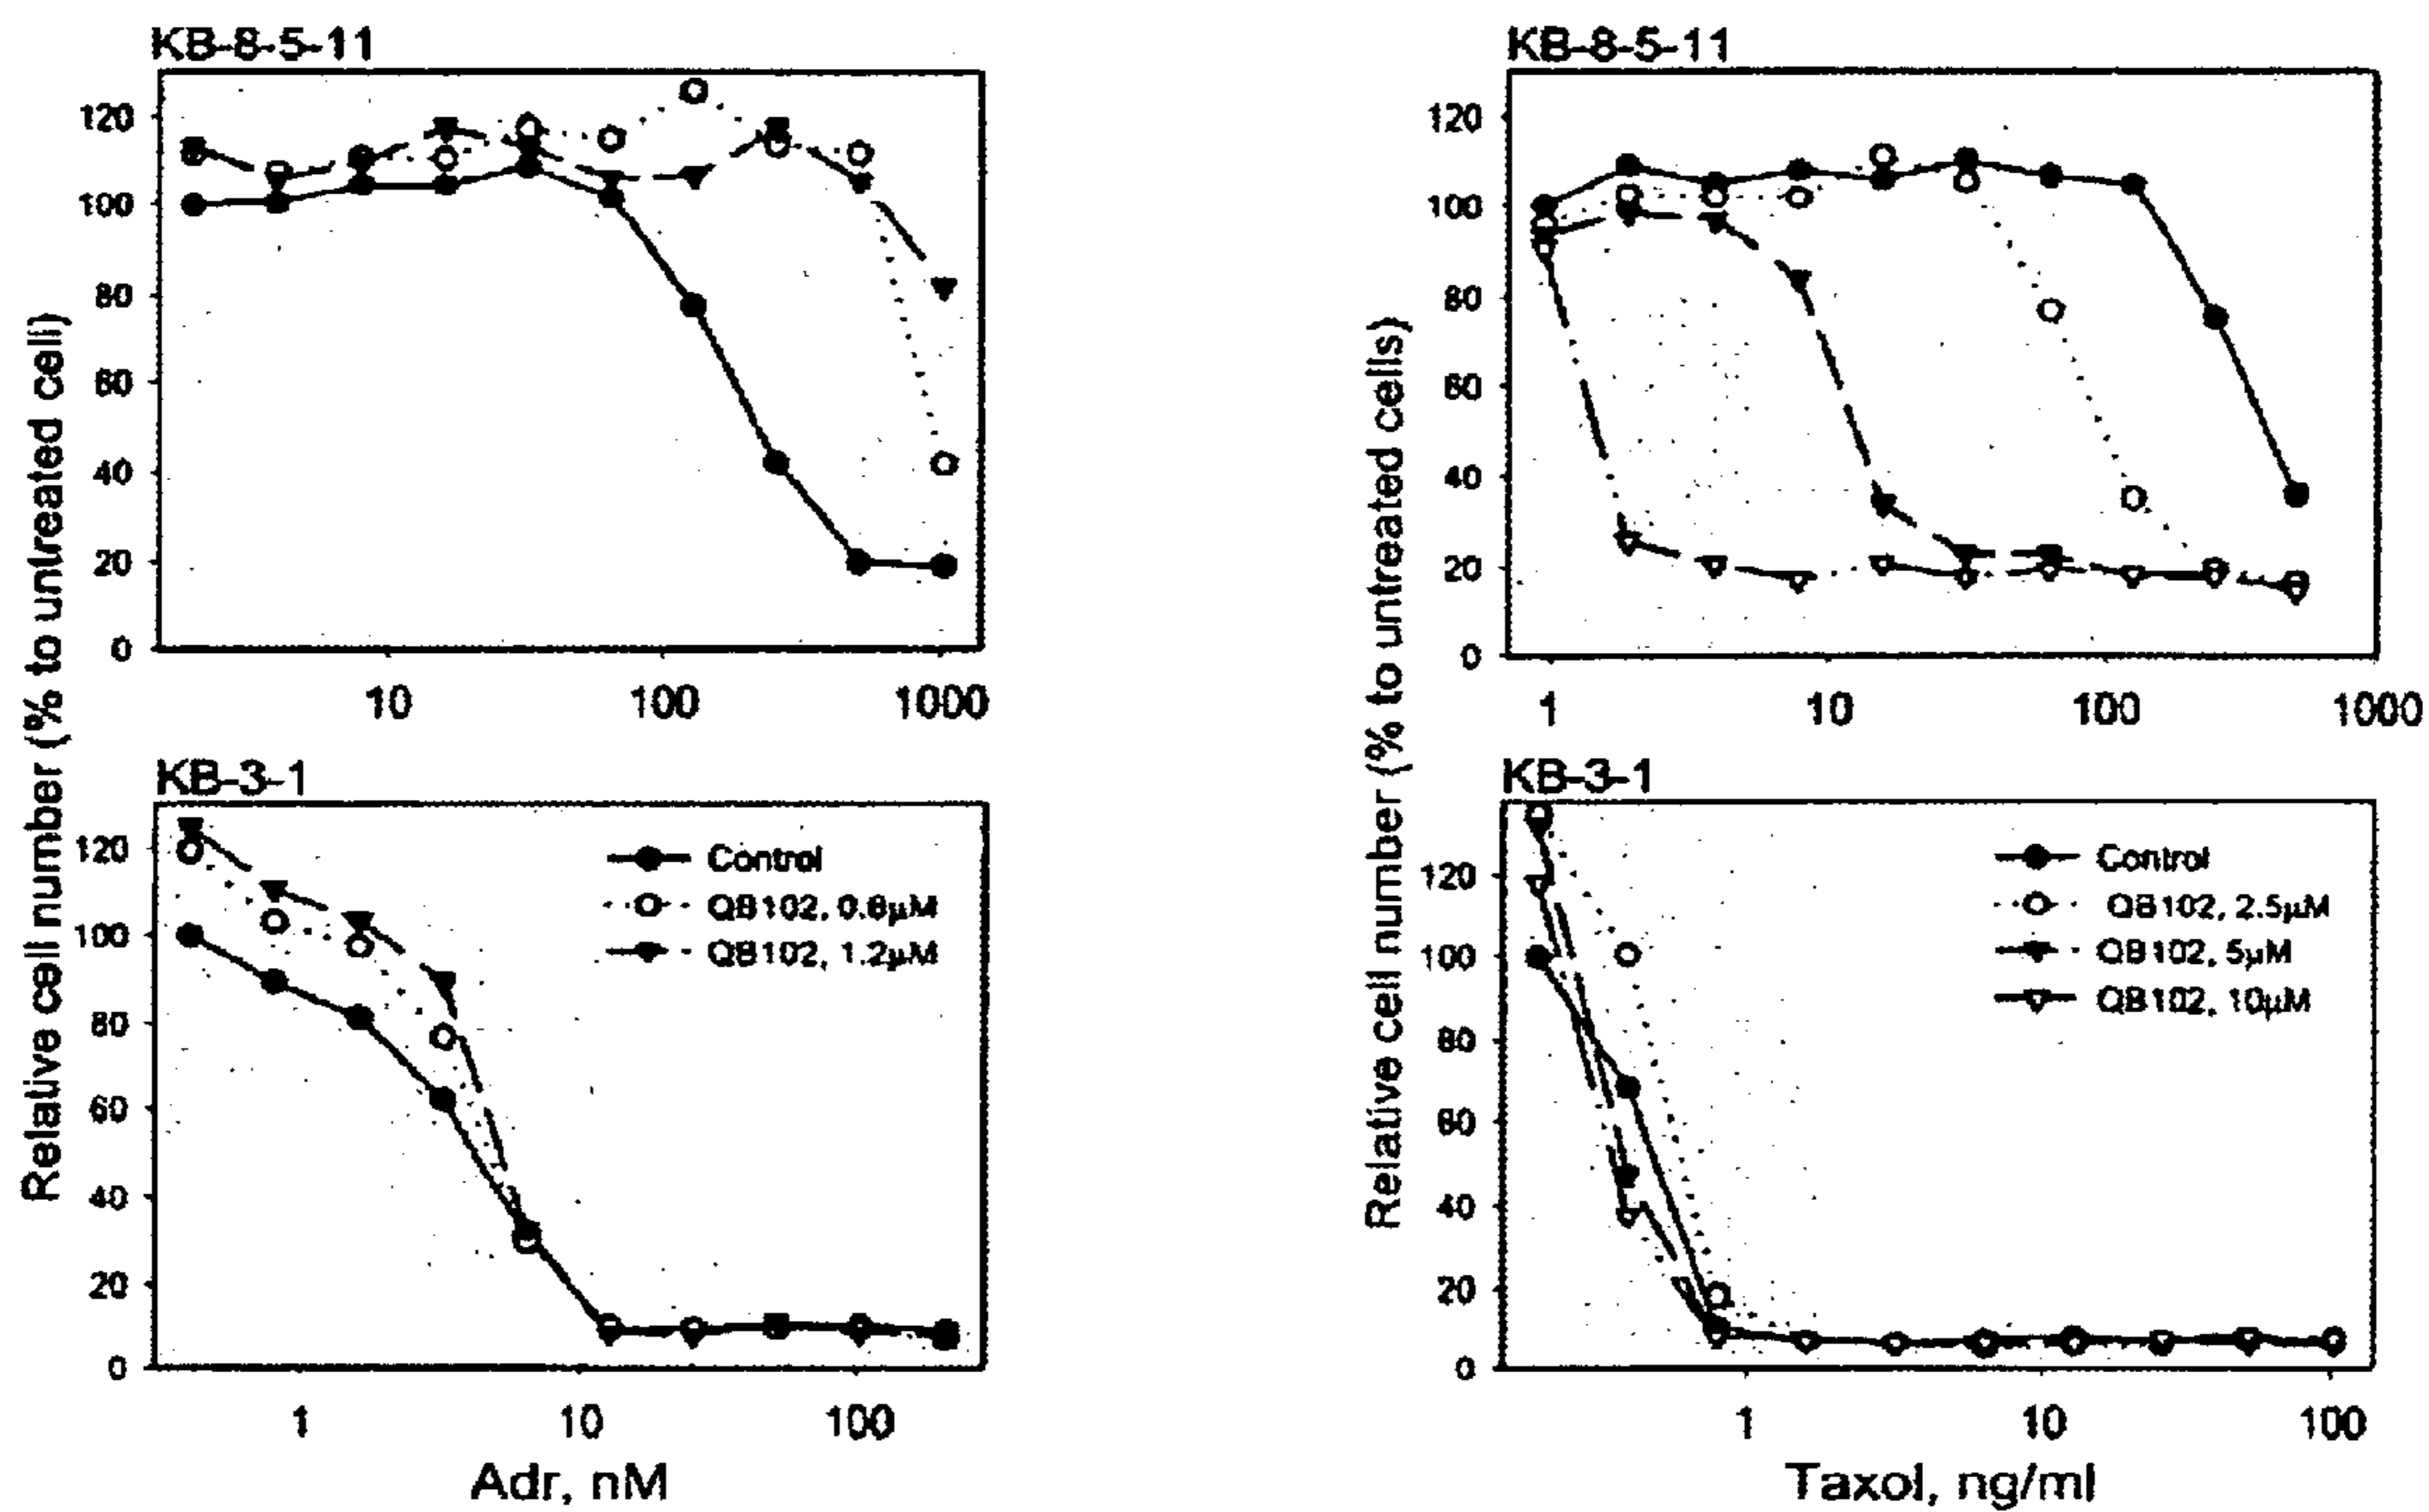 KB-8-5-11
120
100
80
60
40
20
0
10 100 1000
KB-3-1
Control
QB102, 0.6µM
QB102, 1.2µM
120
100
80
60
40
20
0
1 10 100
Adr, nM
Relative cell number (% to untreated cell)
KB-8-5-11
120
100
80
60
40
20
0
1 10 100 1000
KB-3-1
Control
QB102, 2.5µM
QB102, 5µM
QB102, 10µM
120
100
80
60
40
20
0
1 10 100
Taxol, ng/ml
Relative cell number (% to untreated cells)